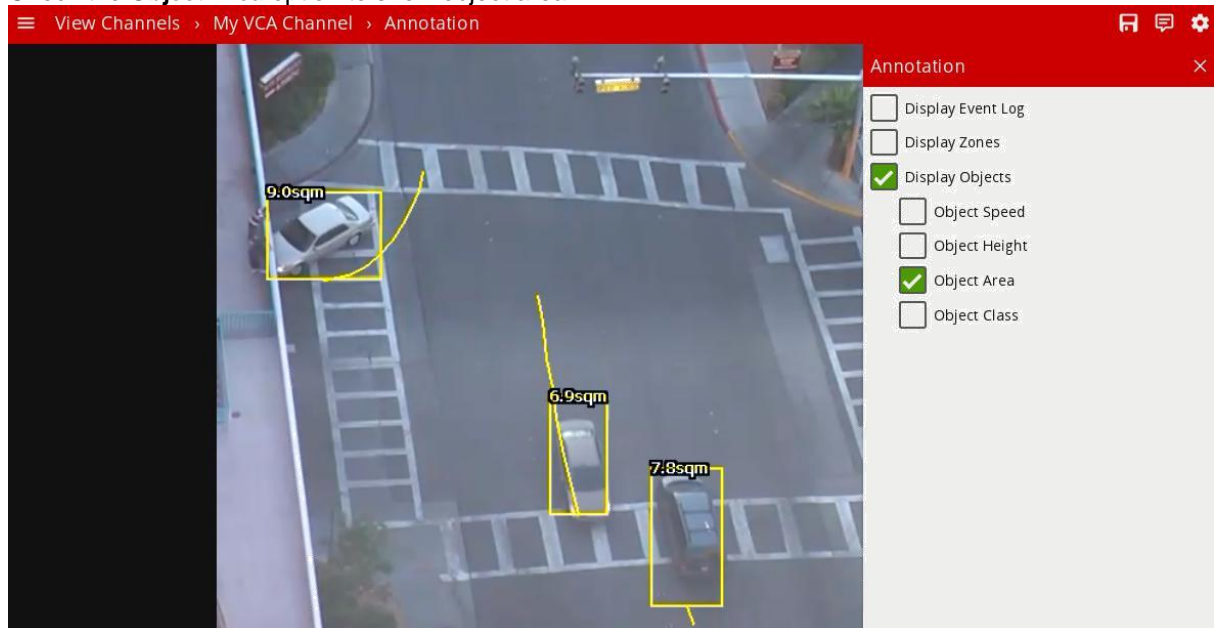 View Channels › My VCA Channel › Annotation
Annotation
Display Event Log
Display Zones
Display Objects
Object Speed
Object Height
Object Area
Object Class
9.0sqm
6.9sqm
7.8sqm